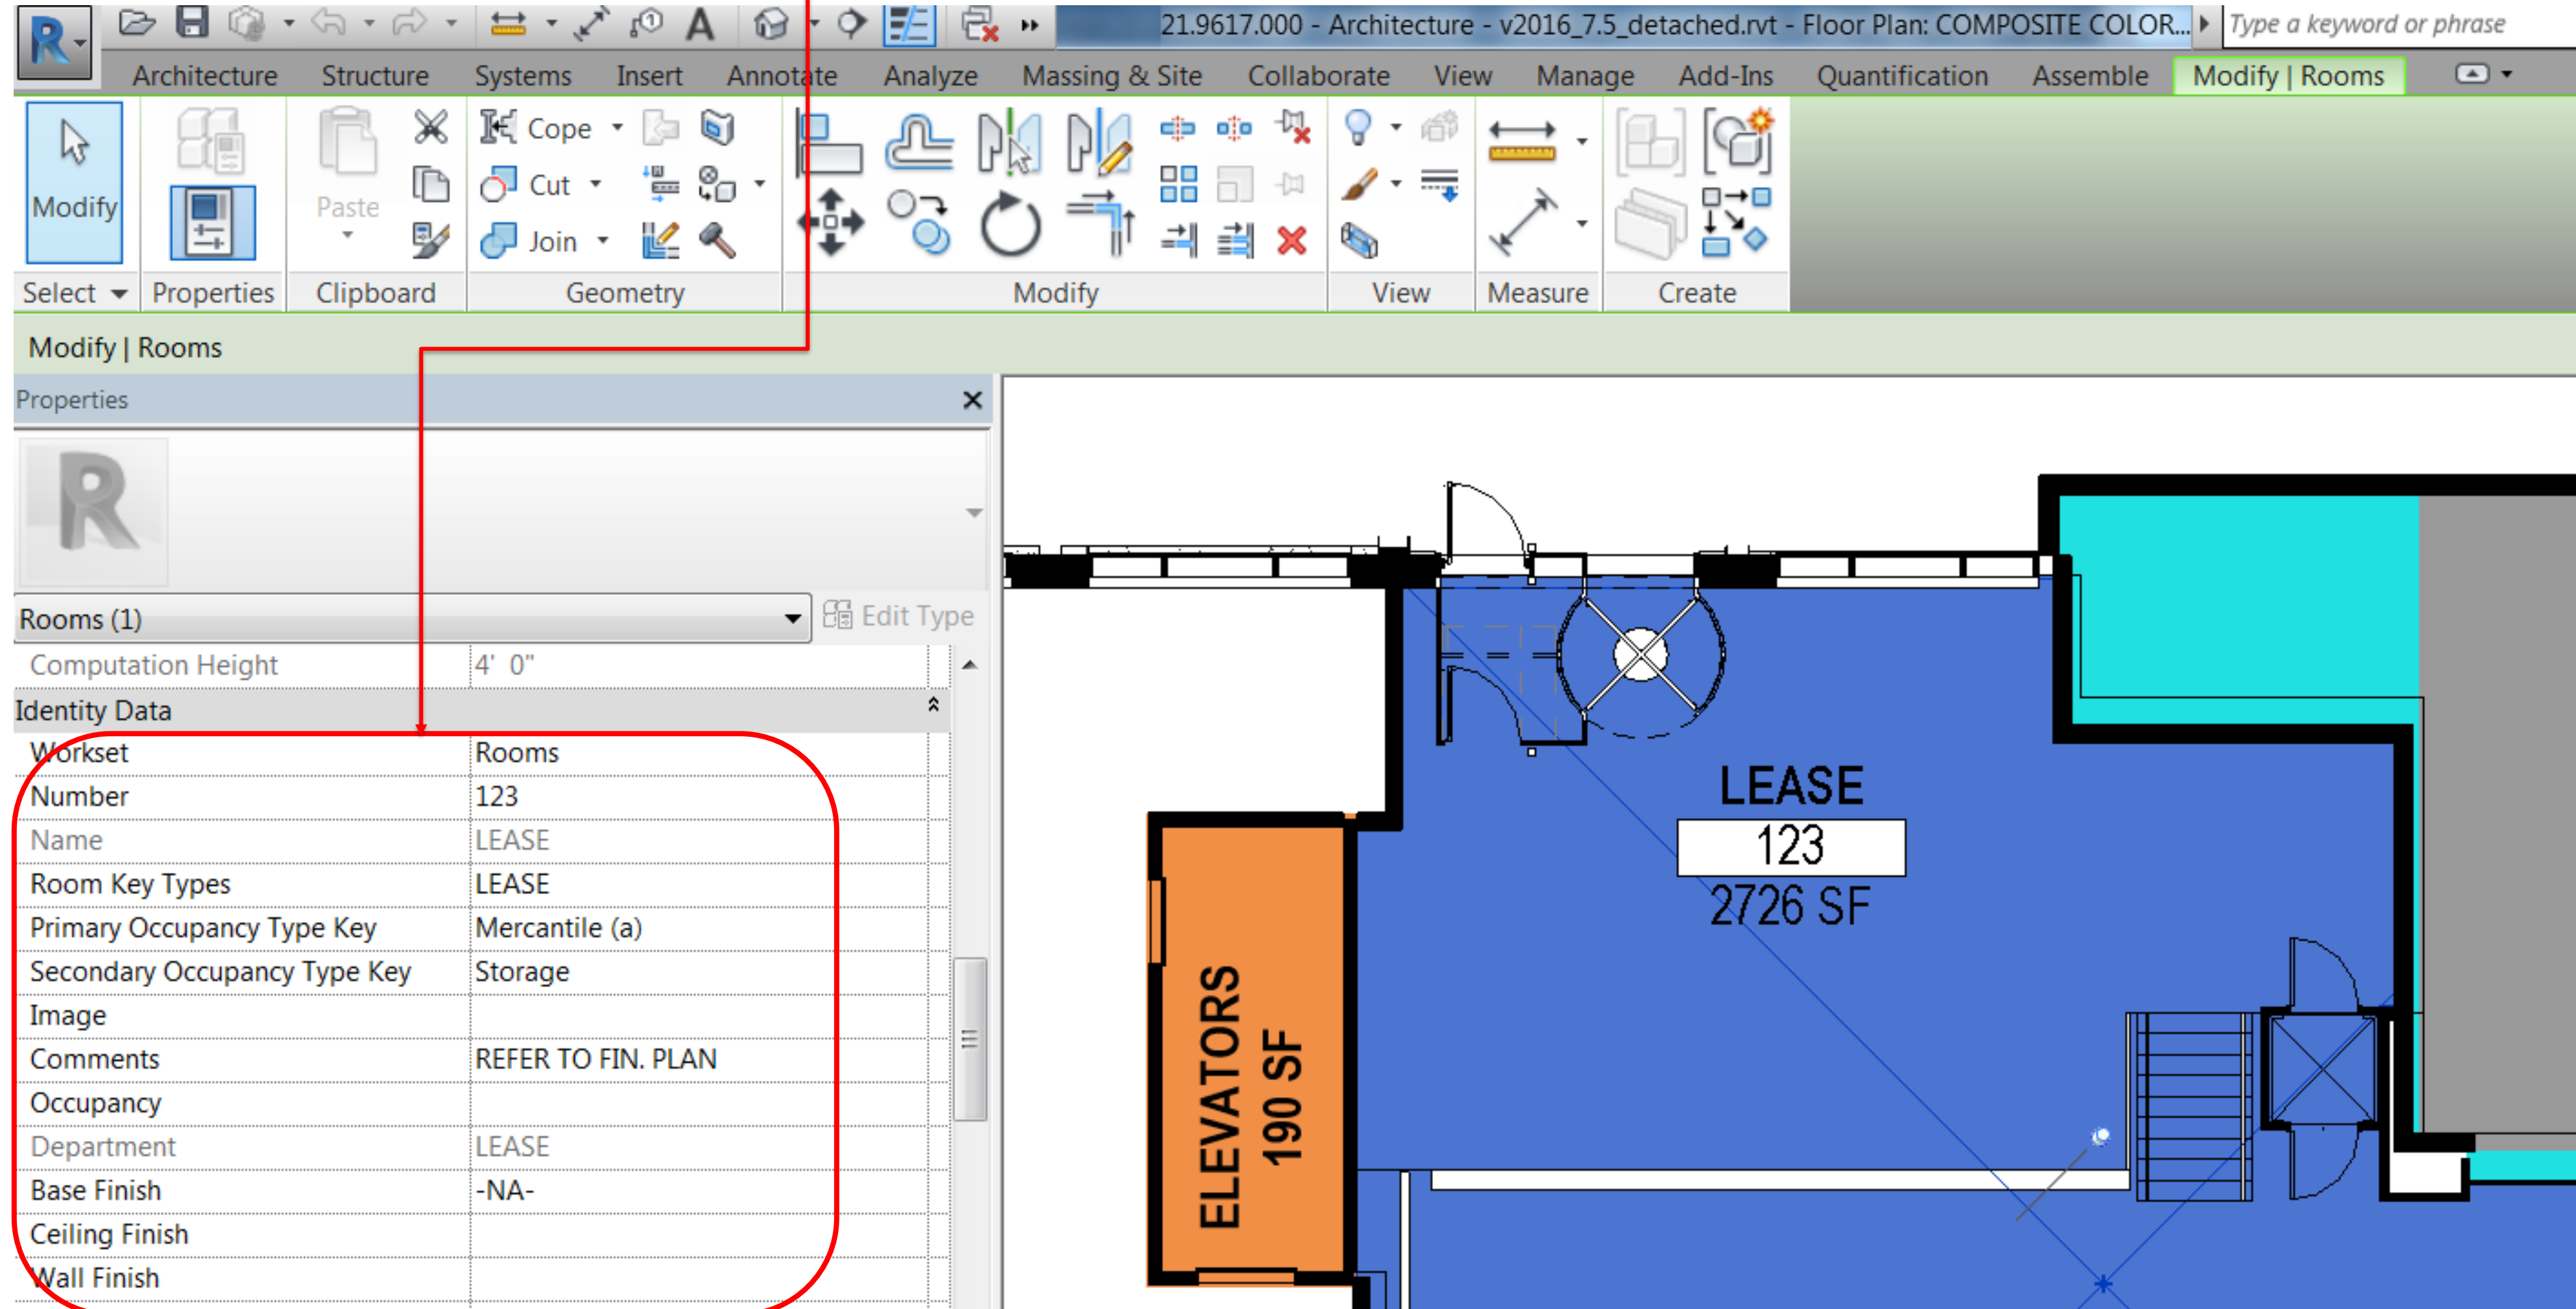 21.9617.000 - Architecture - v2016_7.5_detached.rvt - Floor Plan: COMPOSITE COLOR...
Type a keyword or phrase
Architecture Structure Systems Insert Annotate Analyze Massing & Site Collaborate View Manage Add-Ins Quantification Assemble Modify | Rooms
Modify
Paste
Cope
Cut
Join
Select Properties Clipboard Geometry Modify View Measure Create
Modify | Rooms
Properties
Rooms (1)
Edit Type
Computation Height 4' 0"
Identity Data
Workset Rooms
Number 123
Name LEASE
Room Key Types LEASE
Primary Occupancy Type Key Mercantile (a)
Secondary Occupancy Type Key Storage
Image
Comments REFER TO FIN. PLAN
Occupancy
Department LEASE
Base Finish -NA-
Ceiling Finish
Wall Finish
LEASE
123
2726 SF
ELEVATORS
190 SF